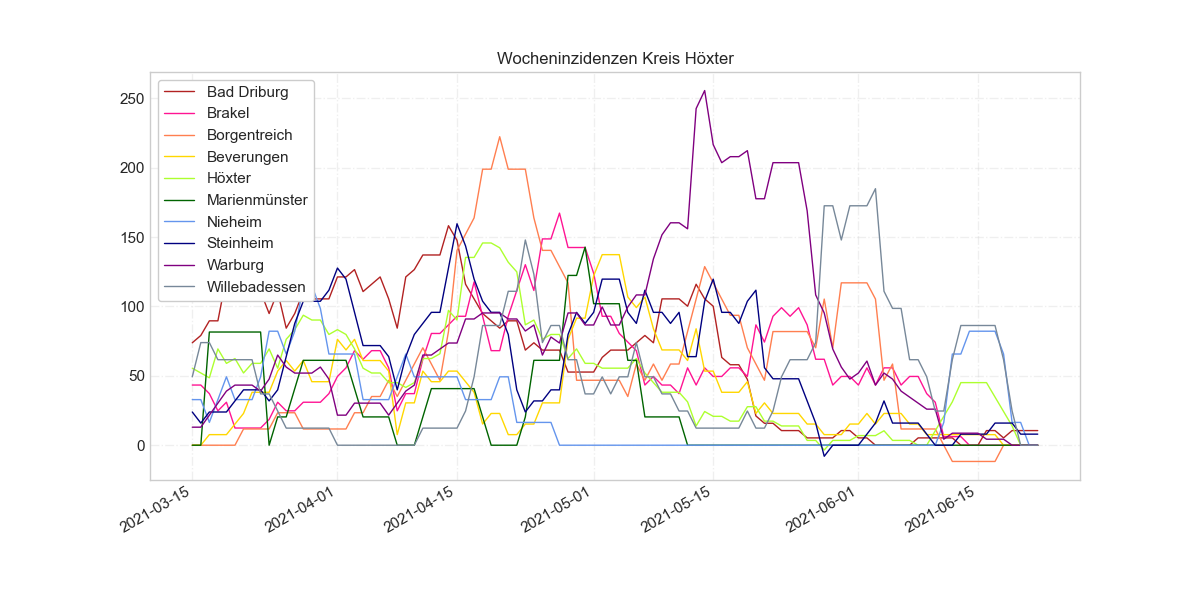 Wocheninzidenzen Kreis Höxter
250
200
150
100
50
0
Bad Driburg
Brakel
Borgentreich
Beverungen
Höxter
Marienmünster
Nieheim
Steinheim
Warburg
Willebadessen
2021-03-15
2021-04-01
2021-04-15
2021-05-01
2021-05-15
2021-06-01
2021-06-15